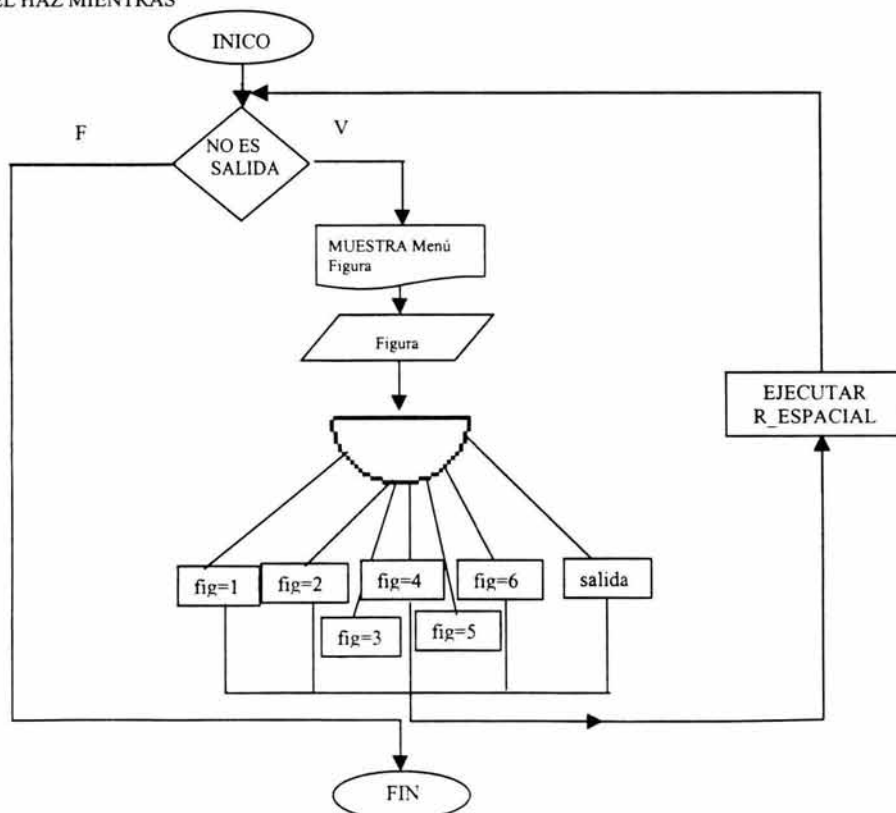 EL HAZ MIENTRAS
INICO
F
V
NO ES
SALIDA
MUESTRA Menú
Figura
Figura
EJECUTAR
R_ESPACIAL
fig=1
fig=2
fig=4
fig=6
salida
fig=3
fig=5
FIN